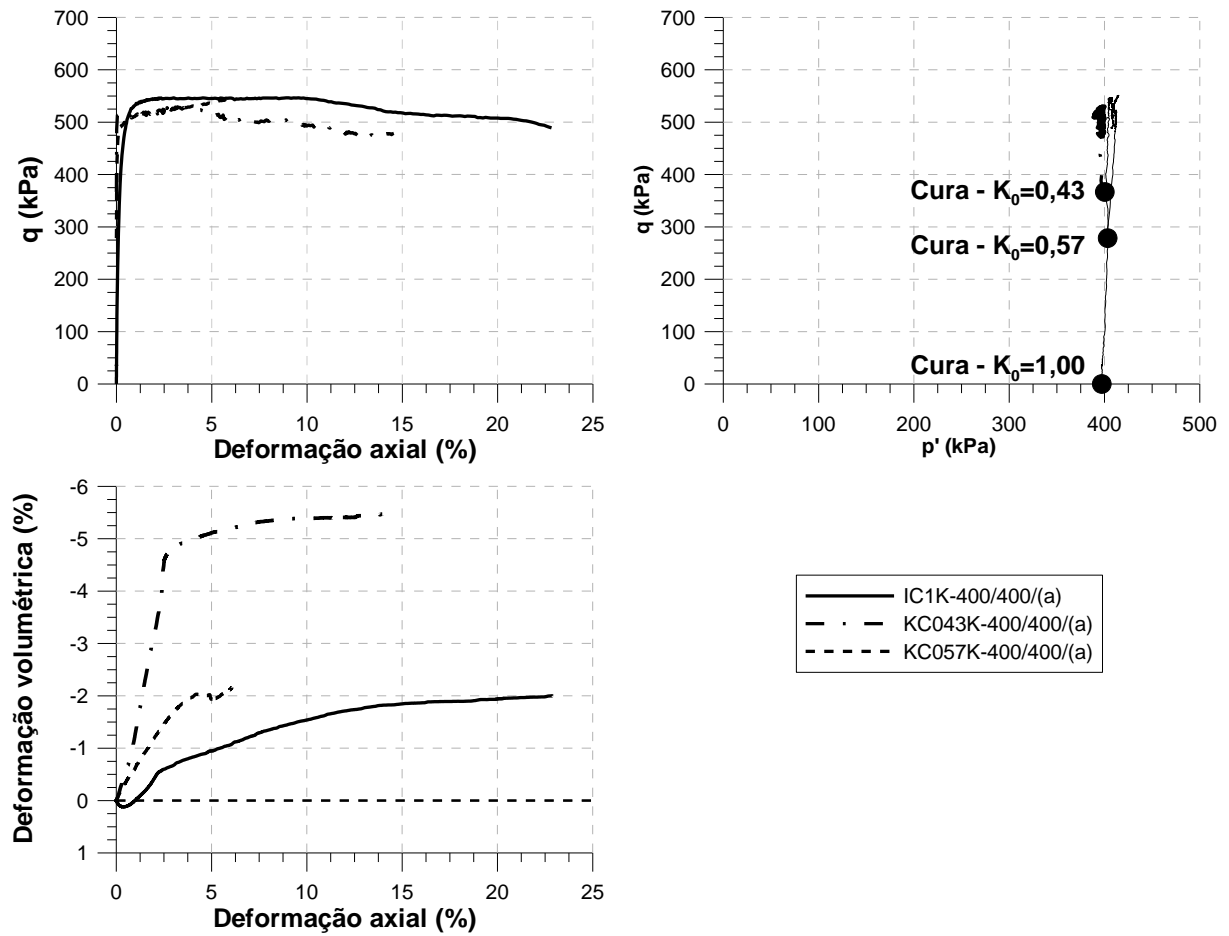 700
600
500
400
300
200
100
0
q (kPa)
0 5 10 15 20 25
Deformação axial (%)
700
600
500
400
300
200
100
0
q (kPa)
Cura - K₀=0,43
Cura - K₀=0,57
Cura - K₀=1,00
0 100 200 300 400 500
p' (kPa)
-6
-5
-4
-3
-2
-1
0
1
Deformação volumétrica (%)
0 5 10 15 20 25
Deformação axial (%)
IC1K-400/400/(a)
KC043K-400/400/(a)
KC057K-400/400/(a)